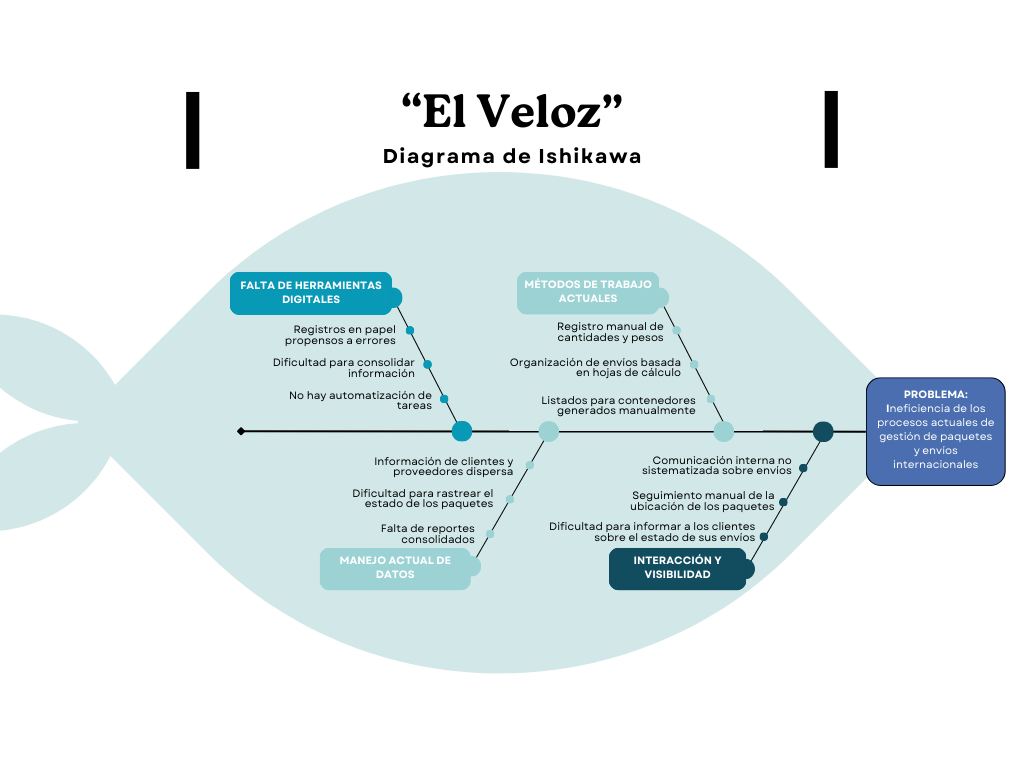 “El Veloz”
Diagrama de Ishikawa
FALTA DE HERRAMIENTAS
DIGITALES
Registros en papel
propensos a errores
Dificultad para consolidar
información
No hay automatización de
tareas
MÉTODOS DE TRABAJO
ACTUALES
Registro manual de
cantidades y pesos
Organización de envíos basada
en hojas de cálculo
Listados para contenedores
generados manualmente
PROBLEMA:
Ineficiencia de los
procesos actuales de
gestión de paquetes
y envíos
internacionales
Información de clientes y
proveedores dispersa
Dificultad para rastrear el
estado de los paquetes
Falta de reportes
consolidados
MANEJO ACTUAL DE
DATOS
Comunicación interna no
sistematizada sobre envios
Seguimiento manual de la
ubicación de los paquetes
Dificultad para informar a los clientes
sobre el estado de sus envíos
INTERACCIÓN Y
VISIBILIDAD